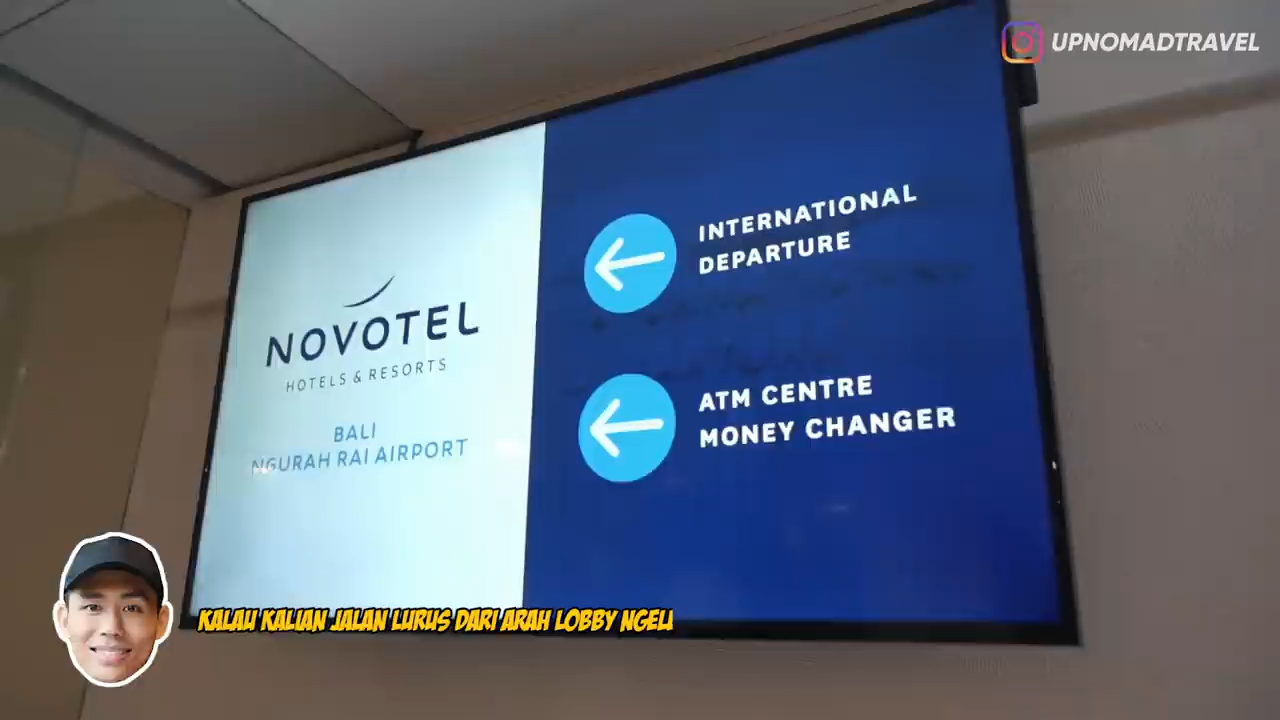 UPNOMADTRAVEL
NOVOTEL
HOTELS & RESORTS
BALI
NGURAH RAI AIRPORT
INTERNATIONAL
DEPARTURE
ATM CENTRE
MONEY CHANGER
KALAU KALIAN JALAN LURUS DARI ARAH LOBBY